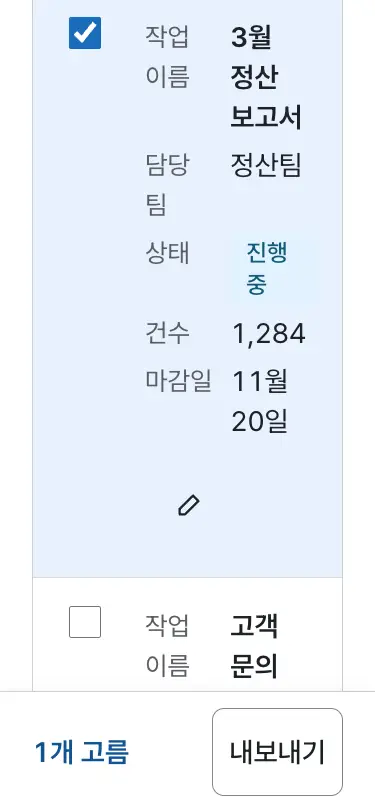 작업 3월
이름 정산
보고서
담당 정산팀
팀
상태 진행
중
건수 1,284
마감일 11월
20일
작업 고객
이름 문의
1개 고름 내보내기